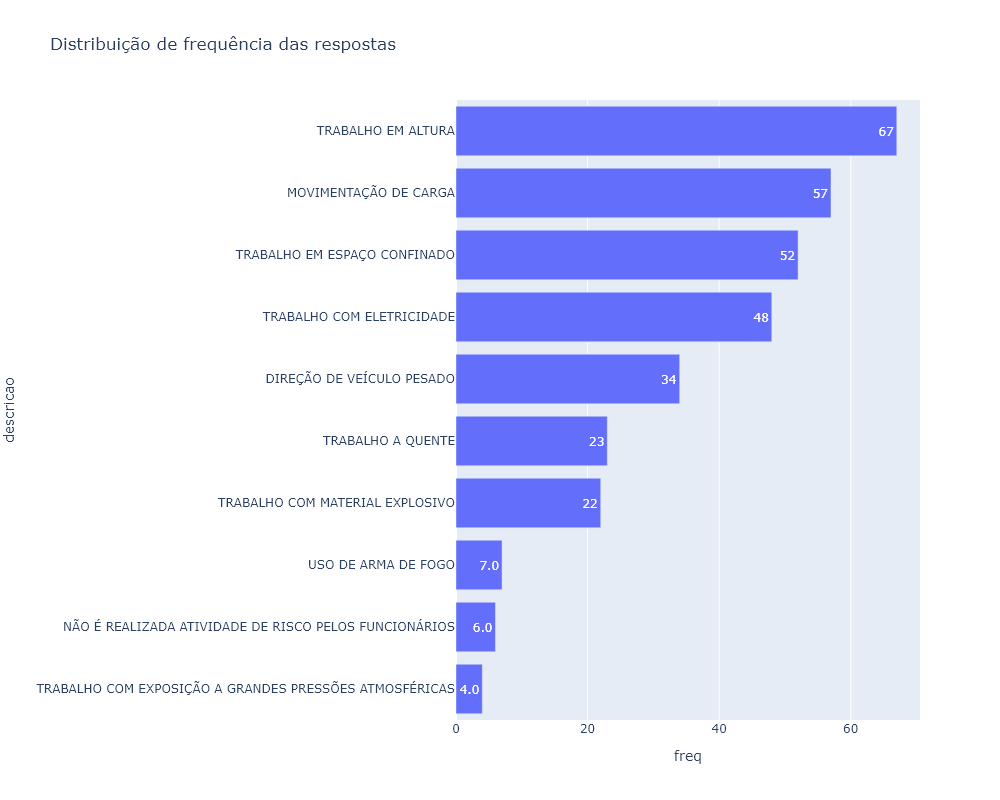 Distribuição de frequência das respostas
TRABALHO EM ALTURA 67
MOVIMENTAÇÃO DE CARGA 57
TRABALHO EM ESPAÇO CONFINADO 52
TRABALHO COM ELETRICIDADE 48
DIREÇÃO DE VEÍCULO PESADO 34
TRABALHO A QUENTE 23
TRABALHO COM MATERIAL EXPLOSIVO 22
USO DE ARMA DE FOGO 7.0
NÃO É REALIZADA ATIVIDADE DE RISCO PELOS FUNCIONÁRIOS 6.0
TRABALHO COM EXPOSIÇÃO A GRANDES PRESSÕES ATMOSFÉRICAS 4.0
0 20 40 60
freq
descricao